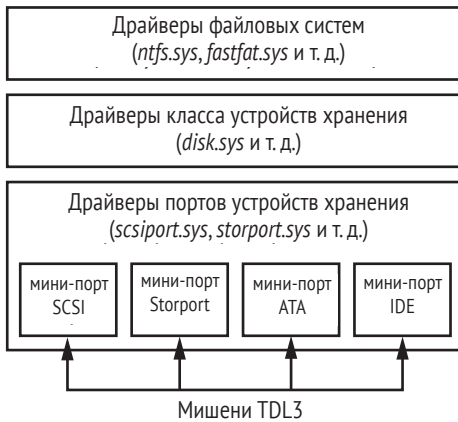 Драйверы файловых систем
(ntfs.sys, fastfat.sys и т. д.)
Драйверы класса устройств хранения
(disk.sys и т. д.)
Драйверы портов устройств хранения
(scsiport.sys, storport.sys и т. д.)
мини-порт
SCSI
мини-порт
Storport
мини-порт
ATA
мини-порт
IDE
Мишени TDL3